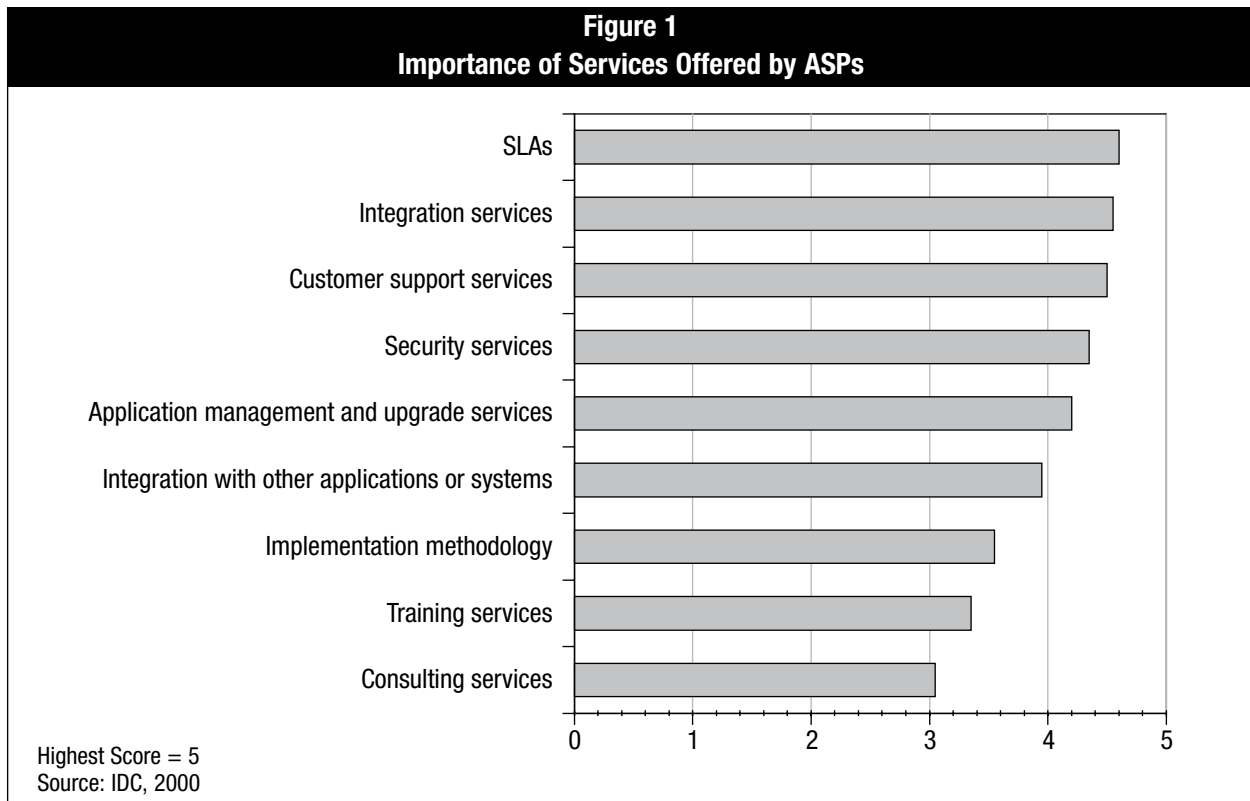 Figure 1
Importance of Services Offered by ASPs
SLAs
Integration services
Customer support services
Security services
Application management and upgrade services
Integration with other applications or systems
Implementation methodology
Training services
Consulting services
0 1 2 3 4 5
Highest Score = 5
Source: IDC, 2000